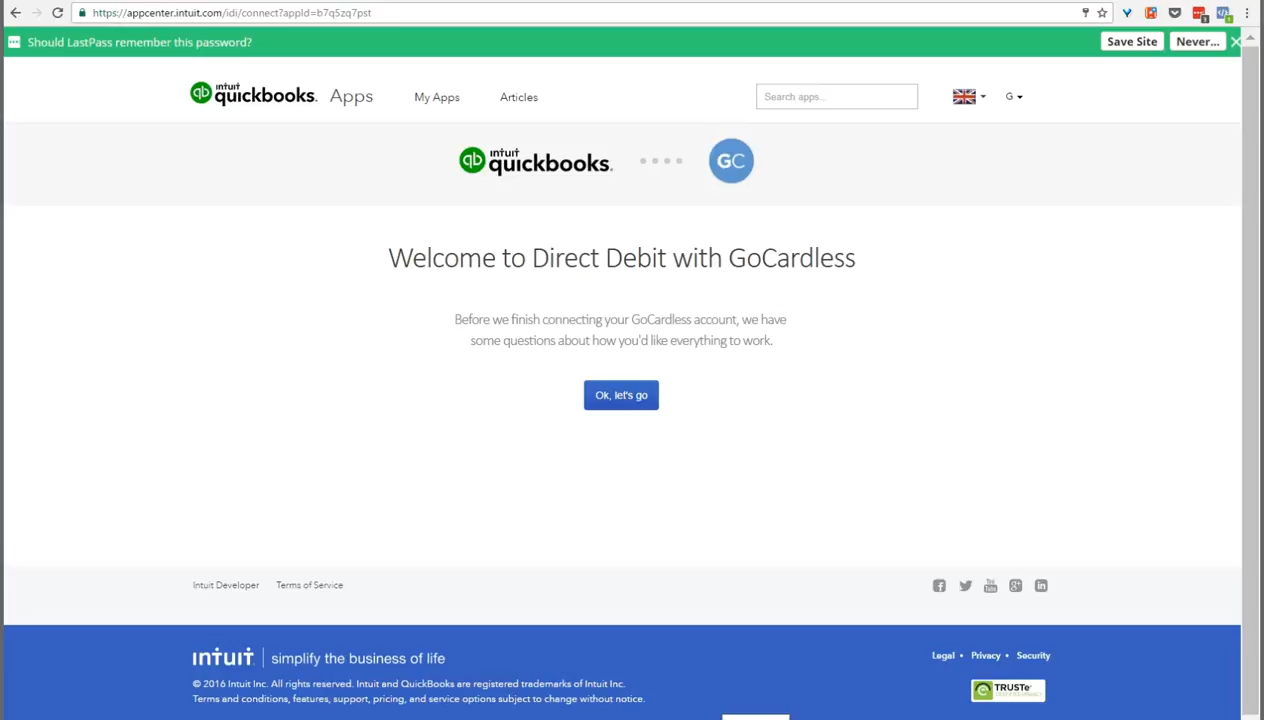 https://appcenter.intuit.com/idi/connect?appId=b7q5zq7pst
Should LastPass remember this password?
Save Site
Never...
intuit
quickbooks.
Apps
My Apps
Articles
Search apps...
G
intuit
quickbooks.
GC
Welcome to Direct Debit with GoCardless
Before we finish connecting your GoCardless account, we have
some questions about how you'd like everything to work.
Ok, let's go
Intuit Developer
Terms of Service
intuit
simplify the business of life
Legal • Privacy • Security
© 2016 Intuit Inc. All rights reserved. Intuit and QuickBooks are registered trademarks of Intuit Inc.
Terms and conditions, features, support, pricing, and service options subject to change without notice.
TRUSTe